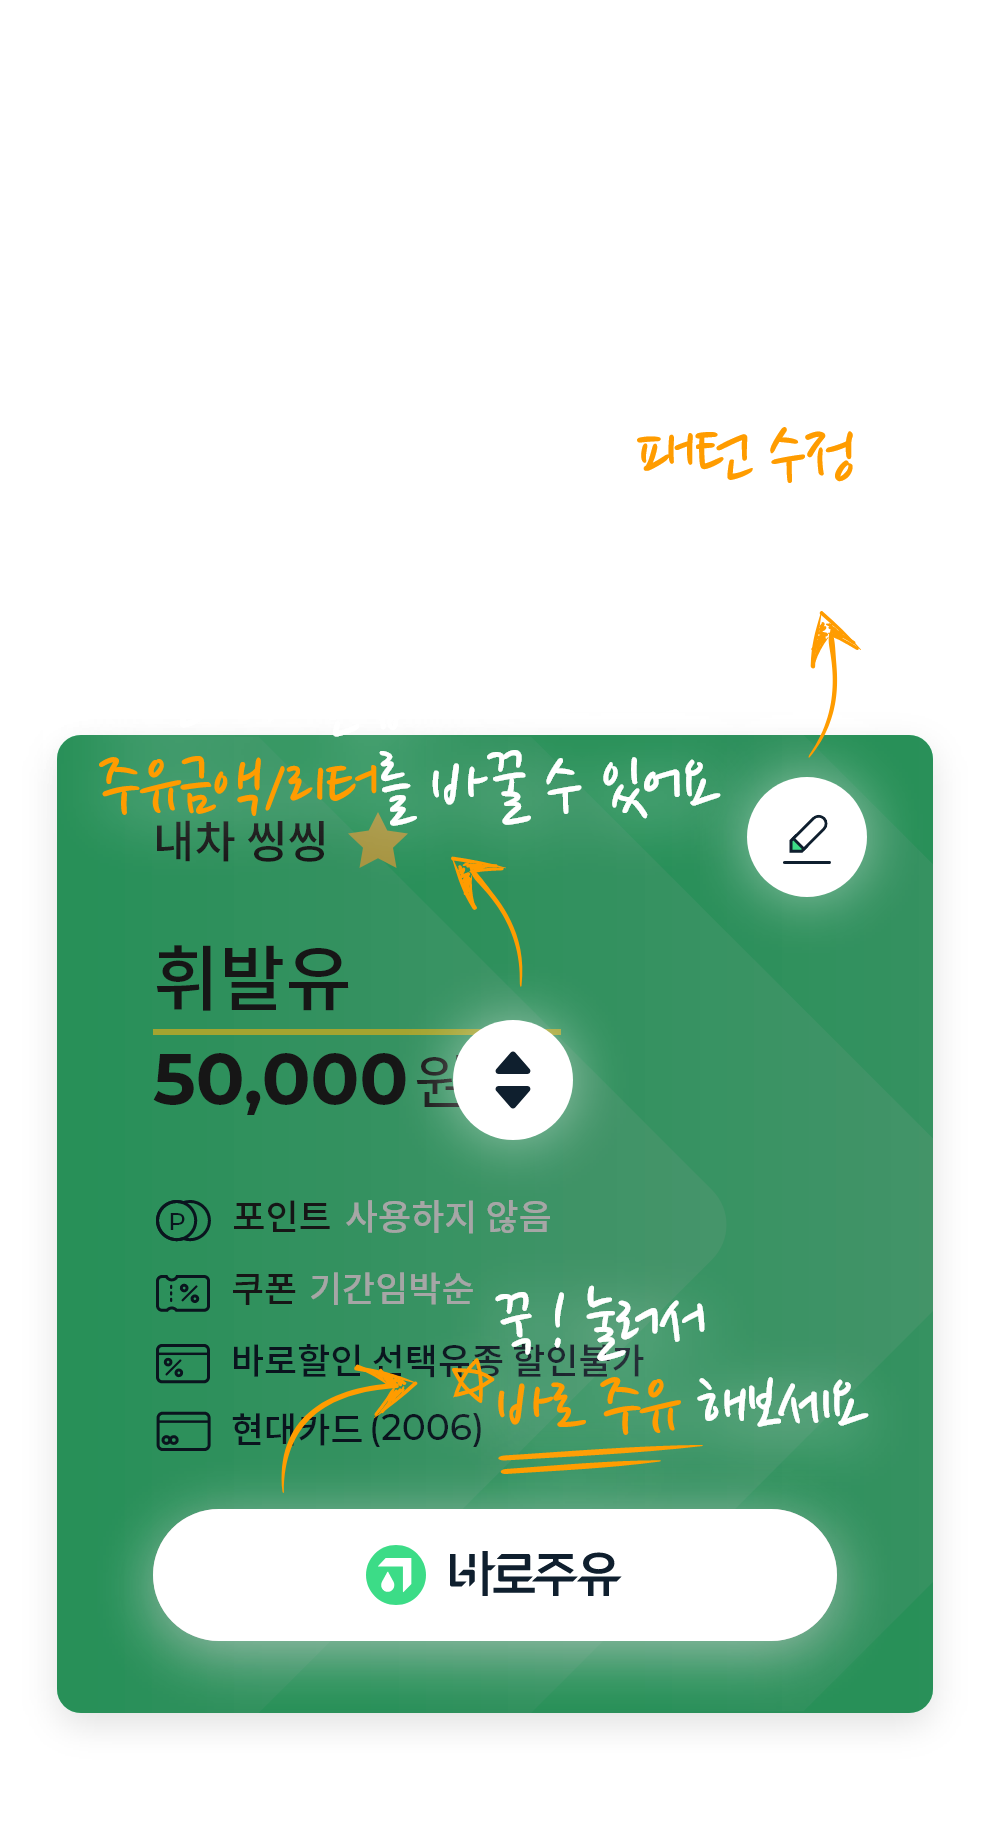 패턴 수정
주유금액/리터를 바꿀 수 있어요
내차 씽씽
휘발유
50,000 원
포인트 사용하지 않음
쿠폰 기간임박순
꾹! 눌러서
바로할인 선택유종 할인불가
바로 주유 해보세요
현대카드 (2006)
바로주유